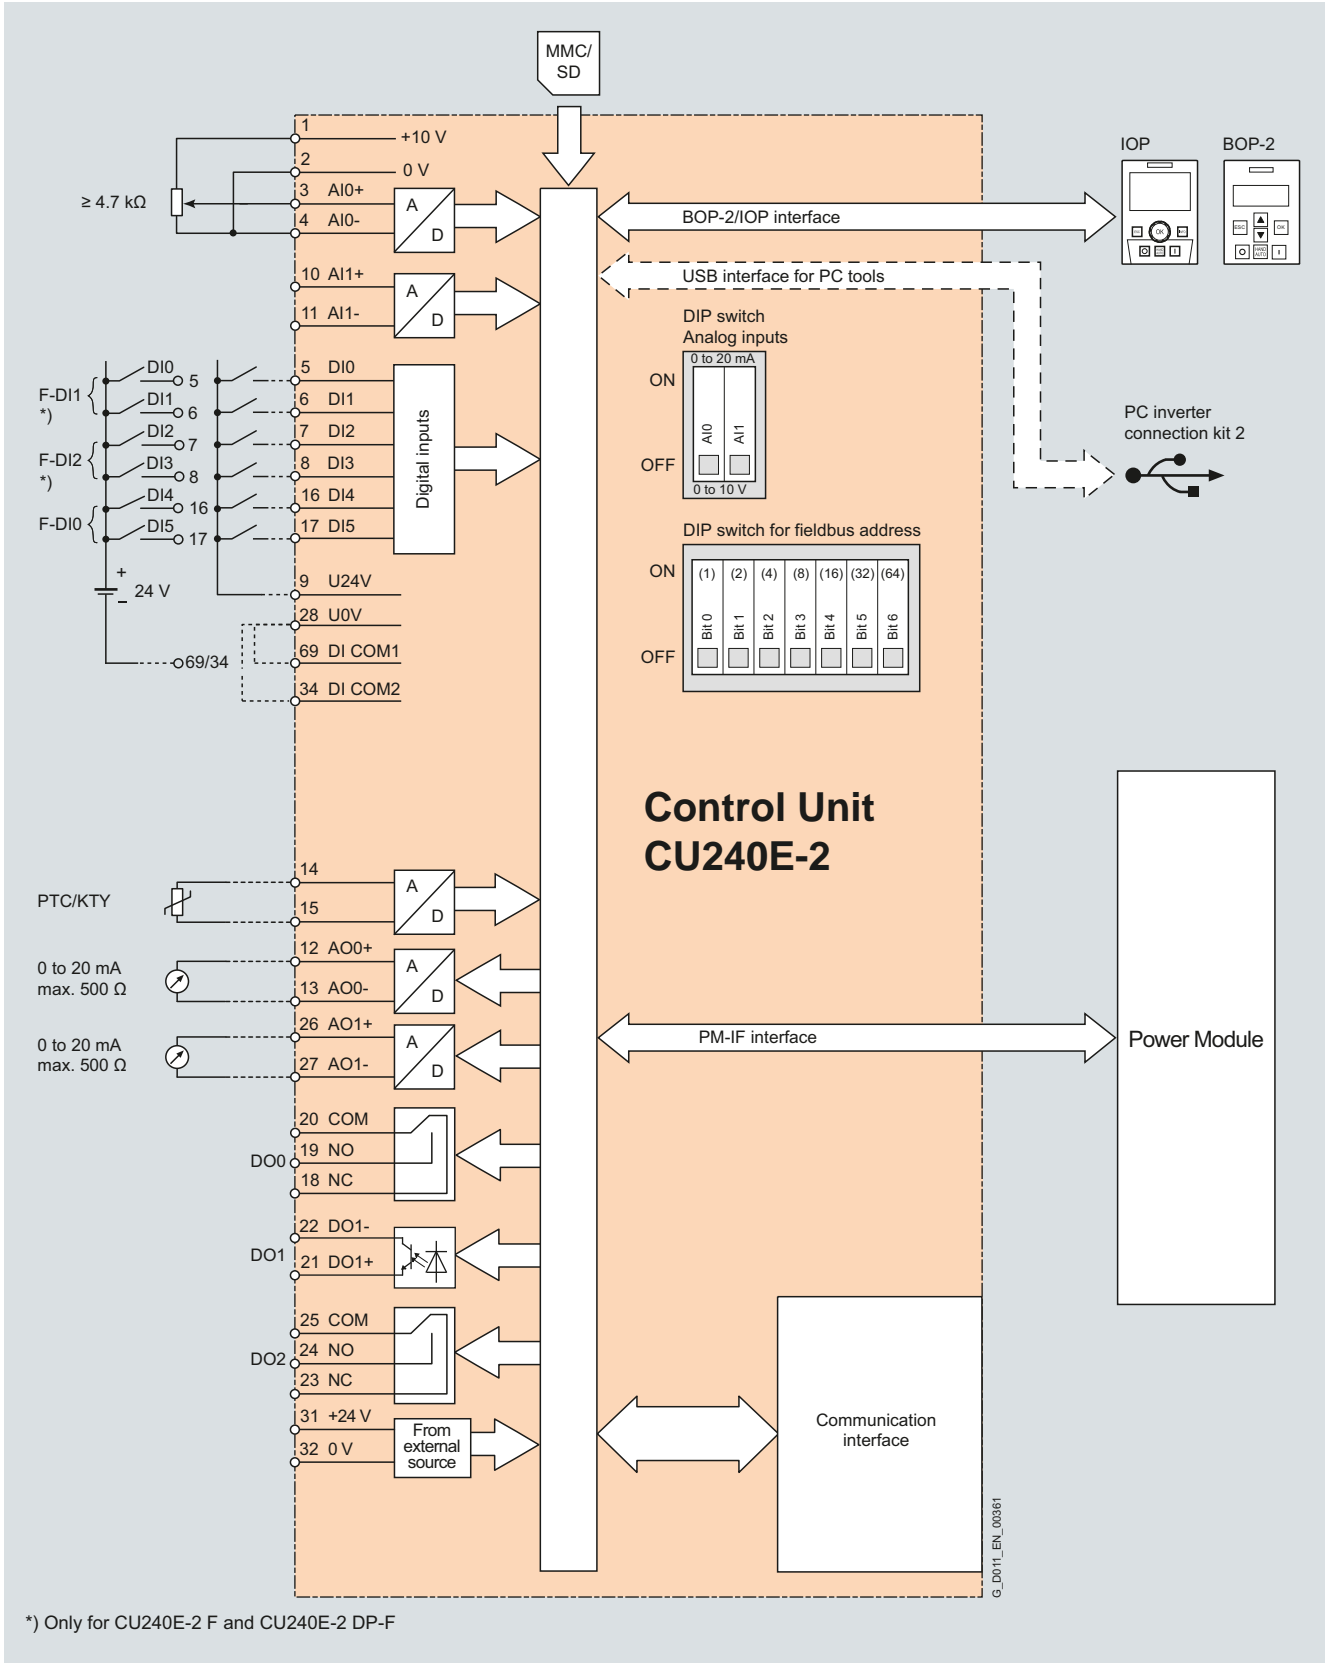 MMC/
SD
1
+10 V
2
0 V
3 AI0+
4 AI0-
≥ 4.7 kΩ
A
D
10 AI1+
11 AI1-
A
D
IOP
BOP-2
OK
ESC
OK
HAND
AUTO
BOP-2/IOP interface
USB interface for PC tools
DIP switch
Analog inputs
0 to 20 mA
ON
AI0
AI1
OFF
0 to 10 V
PC inverter
connection kit 2
F-DI1
*)
F-DI2
*)
F-DI0
DI0
5
DI1
6
DI2
7
DI3
8
DI4
16
DI5
17
5 DI0
6 DI1
7 DI2
8 DI3
16 DI4
17 DI5
Digital inputs
+
24 V
–
69/34
9 U24V
28 U0V
69 DI COM1
34 DI COM2
DIP switch for fieldbus address
ON
(1) (2) (4) (8) (16) (32) (64)
Bit 0
Bit 1
Bit 2
Bit 3
Bit 4
Bit 5
Bit 6
OFF
Control Unit
CU240E-2
PTC/KTY
14
15
A
D
0 to 20 mA
max. 500 Ω
12 AO0+
13 AO0-
A
D
0 to 20 mA
max. 500 Ω
26 AO1+
27 AO1-
A
D
PM-IF interface
Power Module
DO0
20 COM
19 NO
18 NC
DO1
22 DO1-
21 DO1+
DO2
25 COM
24 NO
23 NC
31 +24 V
32 0 V
From
external
source
Communication
interface
G_D011_EN_00361
*) Only for CU240E-2 F and CU240E-2 DP-F